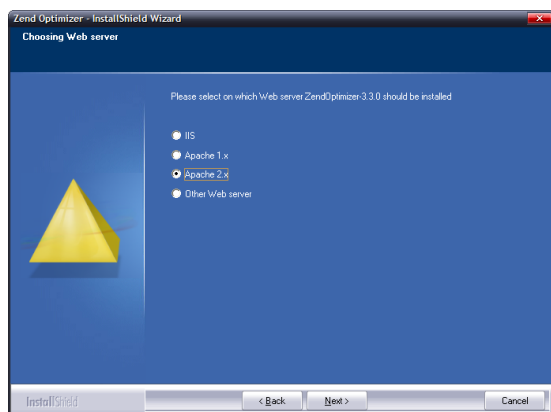 Zend Optimizer - InstallShield Wizard
Choosing Web server
Please select on which Web server ZendOptimizer-3.3.0 should be installed
IIS
Apache 1.x
Apache 2.x
Other Web server
InstallShield
< Back
Next >
Cancel